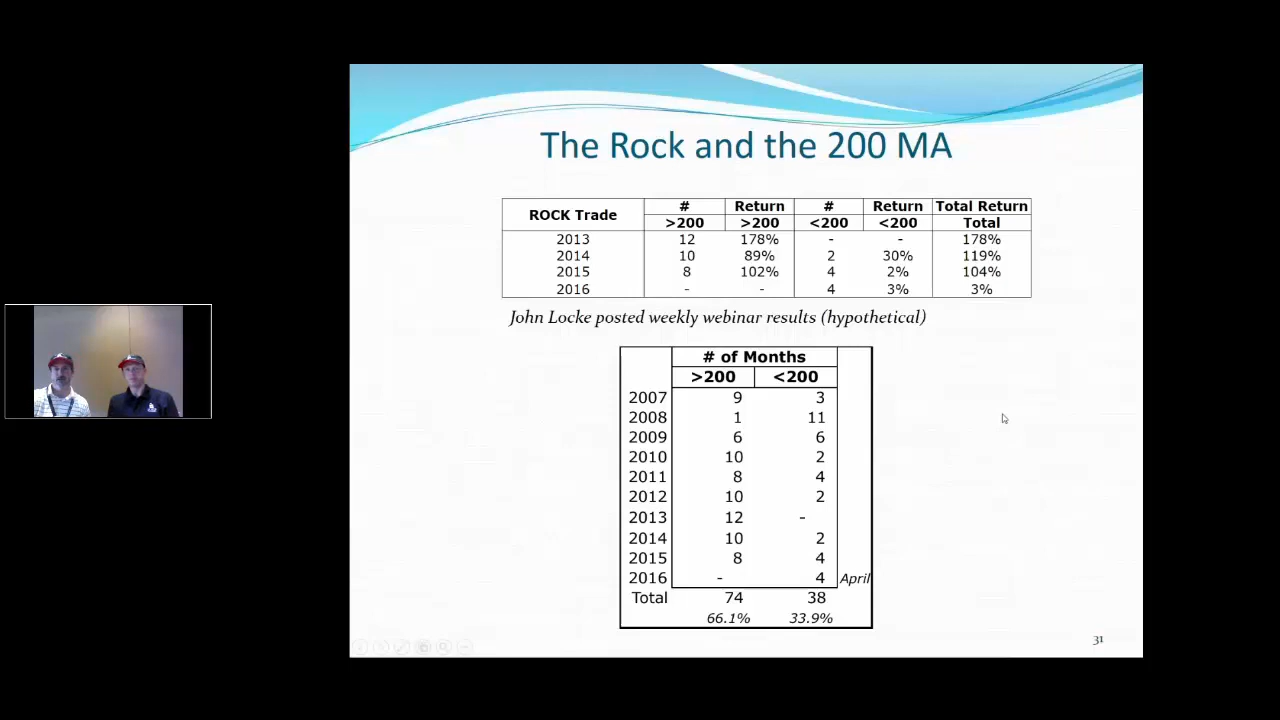 The Rock and the 200 MA
ROCK Trade # Return # Return Total Return
>200 >200 <200 <200 Total
2013 12 178% - - 178%
2014 10 89% 2 30% 119%
2015 8 102% 4 2% 104%
2016 - - 4 3% 3%
John Locke posted weekly webinar results (hypothetical)
# of Months
>200 <200
2007 9 3
2008 1 11
2009 6 6
2010 10 2
2011 8 4
2012 10 2
2013 12 -
2014 10 2
2015 8 4
2016 - 4 April
Total 74 38
66.1% 33.9%
31